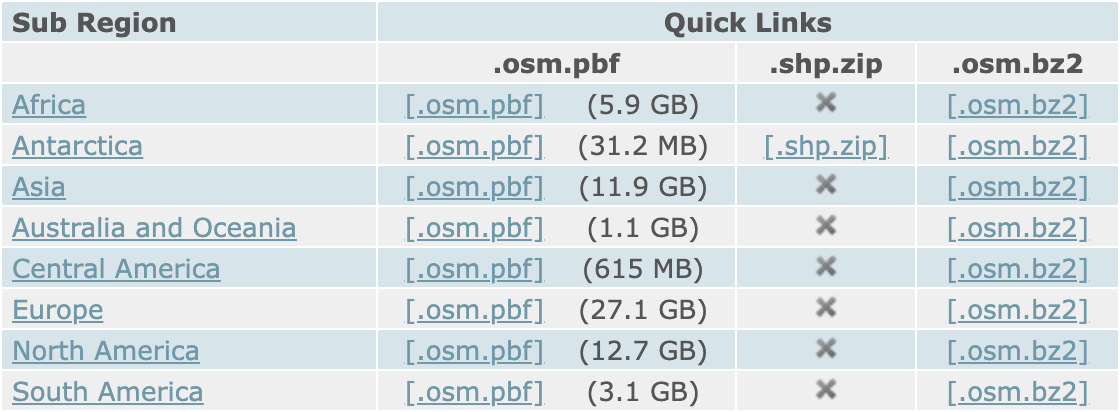 Sub Region Quick Links
.osm.pbf .shp.zip .osm.bz2
Africa [.osm.pbf] (5.9 GB) ✖ [.osm.bz2]
Antarctica [.osm.pbf] (31.2 MB) [.shp.zip] [.osm.bz2]
Asia [.osm.pbf] (11.9 GB) ✖ [.osm.bz2]
Australia and Oceania [.osm.pbf] (1.1 GB) ✖ [.osm.bz2]
Central America [.osm.pbf] (615 MB) ✖ [.osm.bz2]
Europe [.osm.pbf] (27.1 GB) ✖ [.osm.bz2]
North America [.osm.pbf] (12.7 GB) ✖ [.osm.bz2]
South America [.osm.pbf] (3.1 GB) ✖ [.osm.bz2]